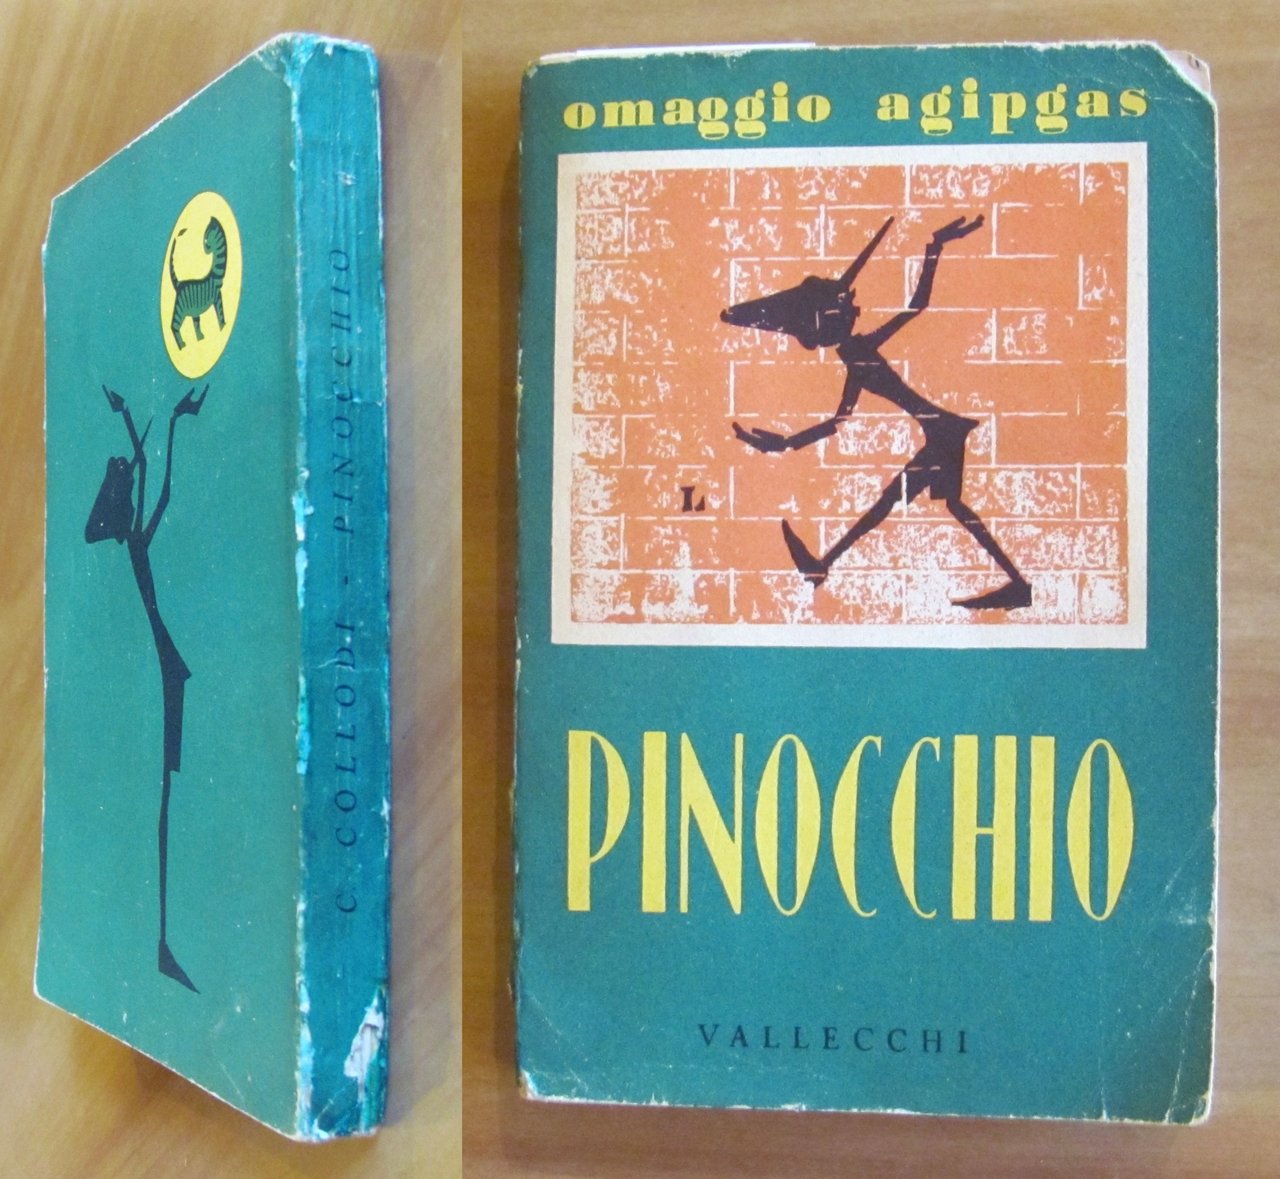 C COLLODI - PINOCCHIO
omaggio agipgas
L
PINOCCHIO
VALLECCHI